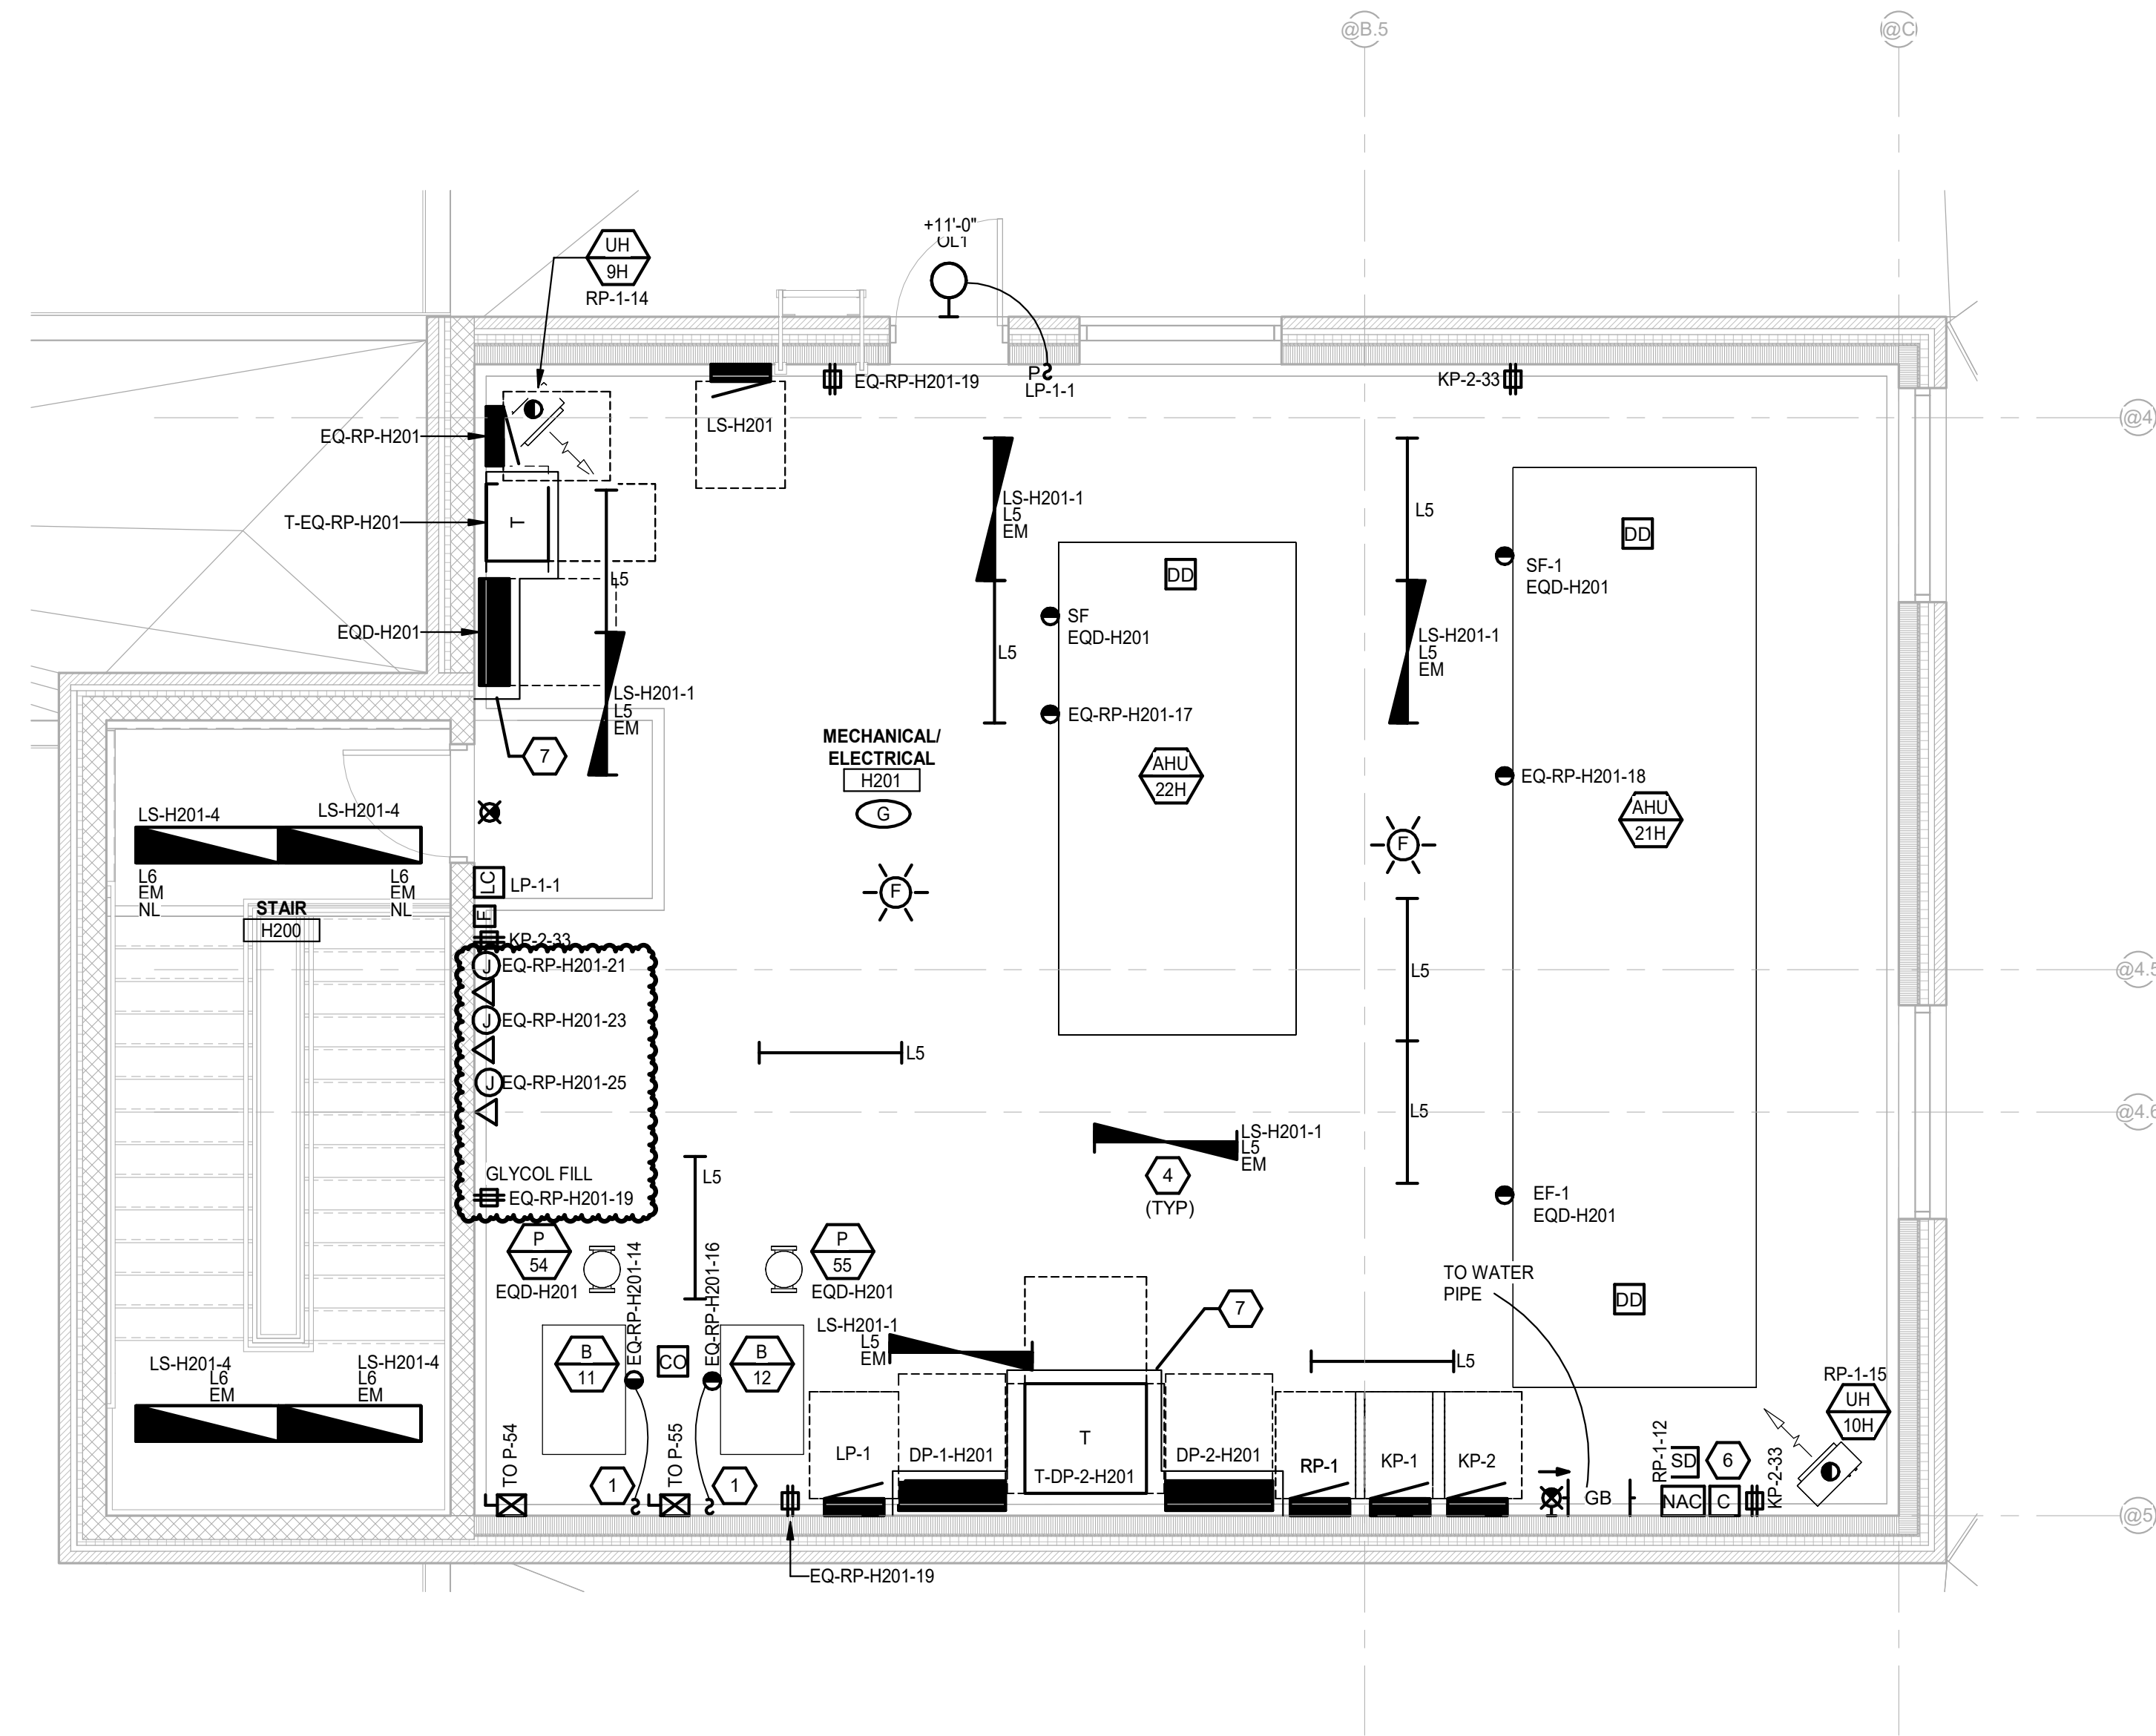 @B.5
@C
+11'-0"
OL1
UH
9H
RP-1-14
P
LP-1-1
EQ-RP-H201-19
KP-2-33
@4
EQ-RP-H201
LS-H201
T-EQ-RP-H201
T
LS-H201-1
L5
EM
L5
DD
DD
SF-1
EQD-H201
L5
SF
EQD-H201
EQD-H201
L5
LS-H201-1
L5
EM
LS-H201-1
L5
EM
EQ-RP-H201-17
7
MECHANICAL/
ELECTRICAL
H201
G
AHU
22H
EQ-RP-H201-18
AHU
21H
LS-H201-4
LS-H201-4
L6
EM
NL
L6
EM
NL
LC
LP-1-1
F
F
F
STAIR
H200
KP-2-33
J
EQ-RP-H201-21
@4.5
L5
J
EQ-RP-H201-23
L5
J
EQ-RP-H201-25
L5
@4.6
LS-H201-1
L5
EM
4
(TYP)
GLYCOL FILL
EQ-RP-H201-19
L5
EF-1
EQD-H201
P
54
EQD-H201
EQ-RP-H201-14
EQ-RP-H201-16
P
55
EQD-H201
TO WATER
PIPE
DD
7
LS-H201-1
L5
EM
B
11
CO
B
12
L5
LS-H201-4
L6
EM
LS-H201-4
L6
EM
RP-1-15
UH
10H
TO P-54
TO P-55
1
1
LP-1
DP-1-H201
T
T-DP-2-H201
DP-2-H201
RP-1
KP-1
KP-2
GB
RP-1-12
SD
6
NAC
C
KP-2-33
@5
EQ-RP-H201-19